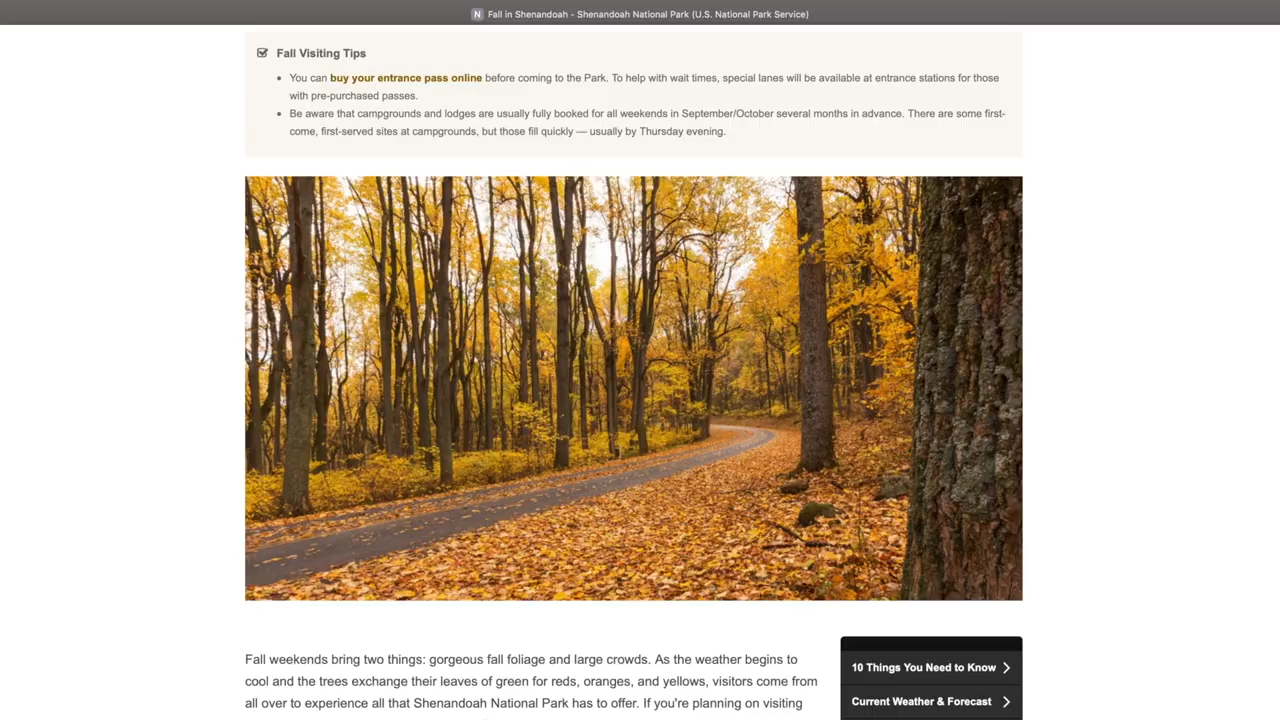 N Fall in Shenandoah - Shenandoah National Park (U.S. National Park Service)
Fall Visiting Tips
• You can buy your entrance pass online before coming to the Park. To help with wait times, special lanes will be available at entrance stations for those
with pre-purchased passes.
• Be aware that campgrounds and lodges are usually fully booked for all weekends in September/October several months in advance. There are some first-
come, first-served sites at campgrounds, but those fill quickly — usually by Thursday evening.
Fall weekends bring two things: gorgeous fall foliage and large crowds. As the weather begins to
cool and the trees exchange their leaves of green for reds, oranges, and yellows, visitors come from
all over to experience all that Shenandoah National Park has to offer. If you're planning on visiting
10 Things You Need to Know
Current Weather & Forecast